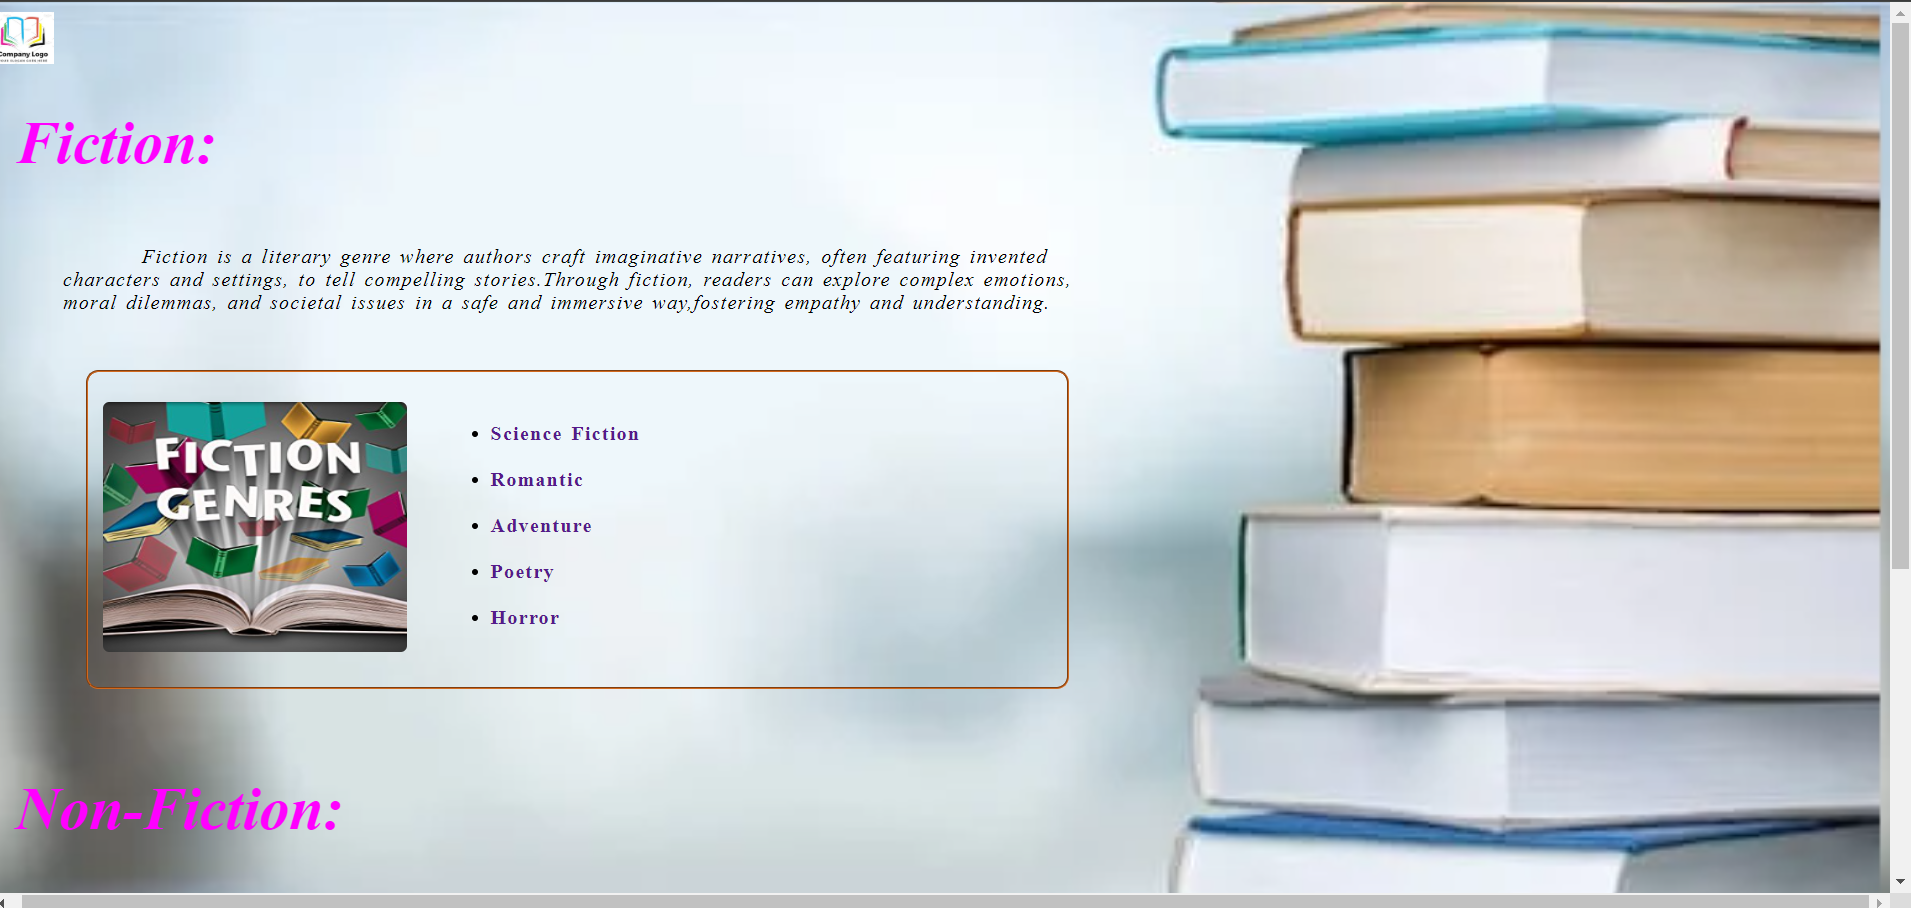 Company Logo
Fiction:
Fiction is a literary genre where authors craft imaginative narratives, often featuring invented
characters and settings, to tell compelling stories.Through fiction, readers can explore complex emotions,
moral dilemmas, and societal issues in a safe and immersive way,fostering empathy and understanding.
FICTION
GENRES
Science Fiction
Romantic
Adventure
Poetry
Horror
Non-Fiction: